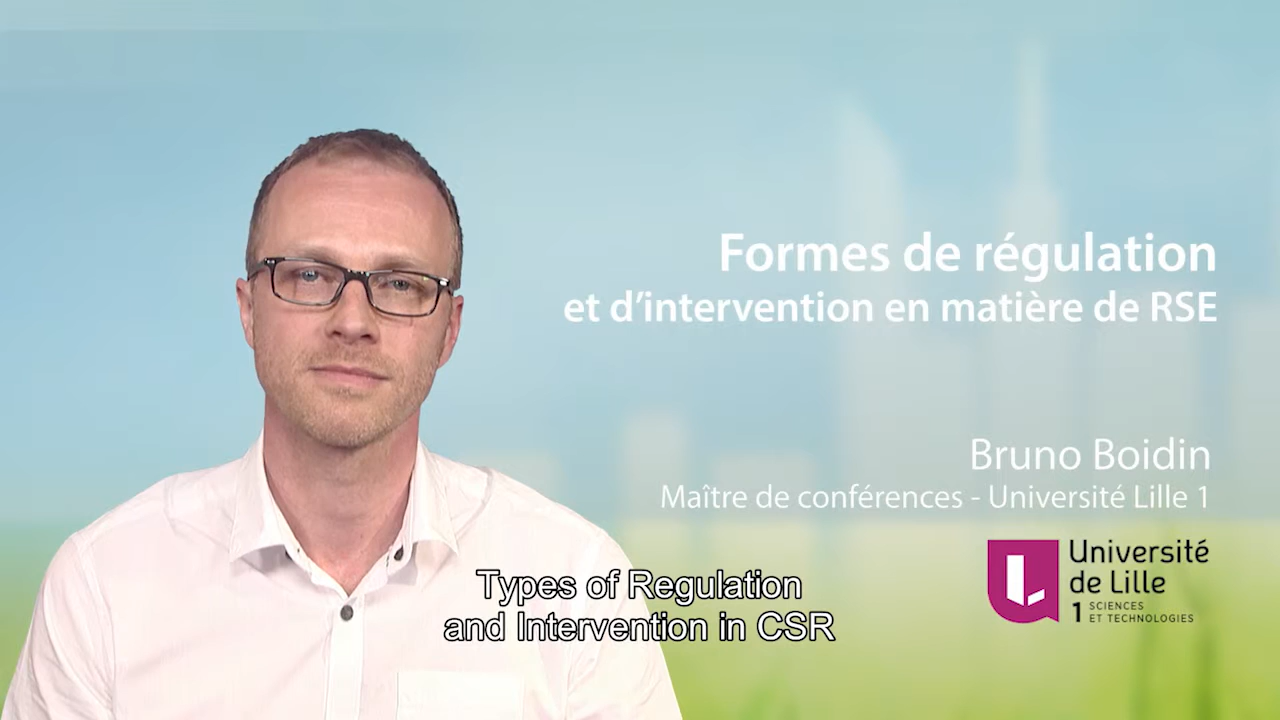 Formes de régulation
et d’intervention en matière de RSE
Bruno Boidin
Maître de conférences - Université Lille 1
Université
de Lille
1 SCIENCES
ET TECHNOLOGIES
Types of Regulation
and Intervention in CSR